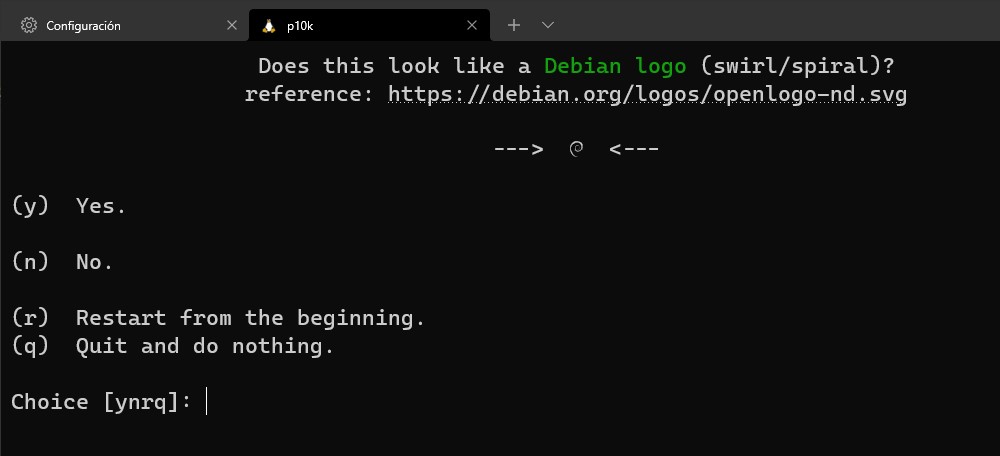 Configuración
p10k
Does this look like a Debian logo (swirl/spiral)?
reference: https://debian.org/logos/openlogo-nd.svg
--->  <---
(y) Yes.
(n) No.
(r) Restart from the beginning.
(q) Quit and do nothing.
Choice [ynrq]: